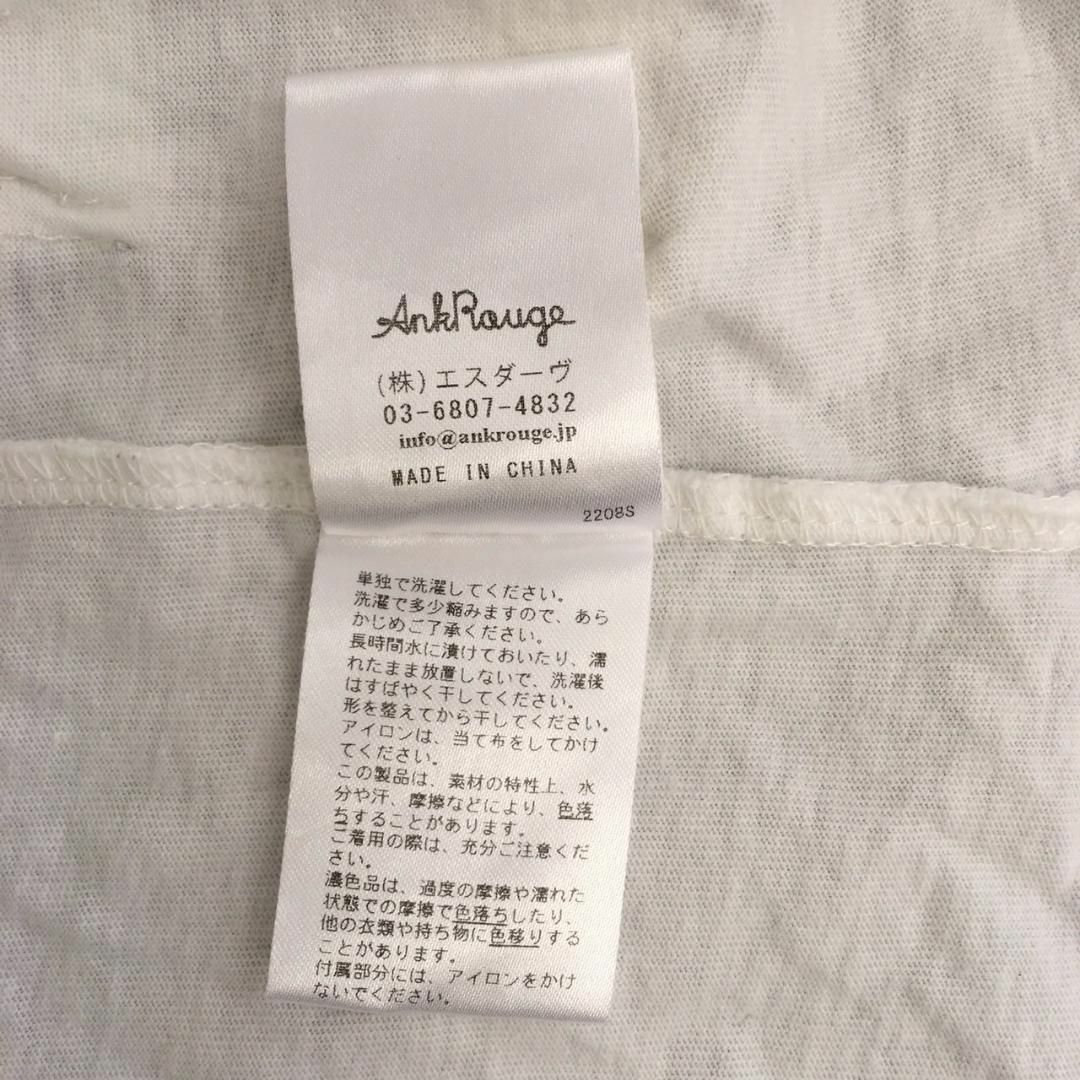 AnkRouge
(株)エスダーヴ
03-6807-4832
info@ankrouge.jp
MADE IN CHINA
2208S
単独で洗濯してください。
洗濯で多少縮みますので、あら
かじめご了承ください。
長時間水に漬けておいたり、濡
れたまま放置しないで、洗濯後
はすばやく干してください。
形を整えてから干してください。
アイロンは、当て布をしてかけ
てください。
この製品は、素材の特性上、水
分や汗、摩擦などにより、色落
ちすることがあります。
ご着用の際は、充分ご注意くだ
さい。
濃色品は、過度の摩擦や濡れた
状態での摩擦で色落ちしたり、
他の衣類や持ち物に色移りする
ことがあります。
付属部分には、アイロンをかけ
ないでください。